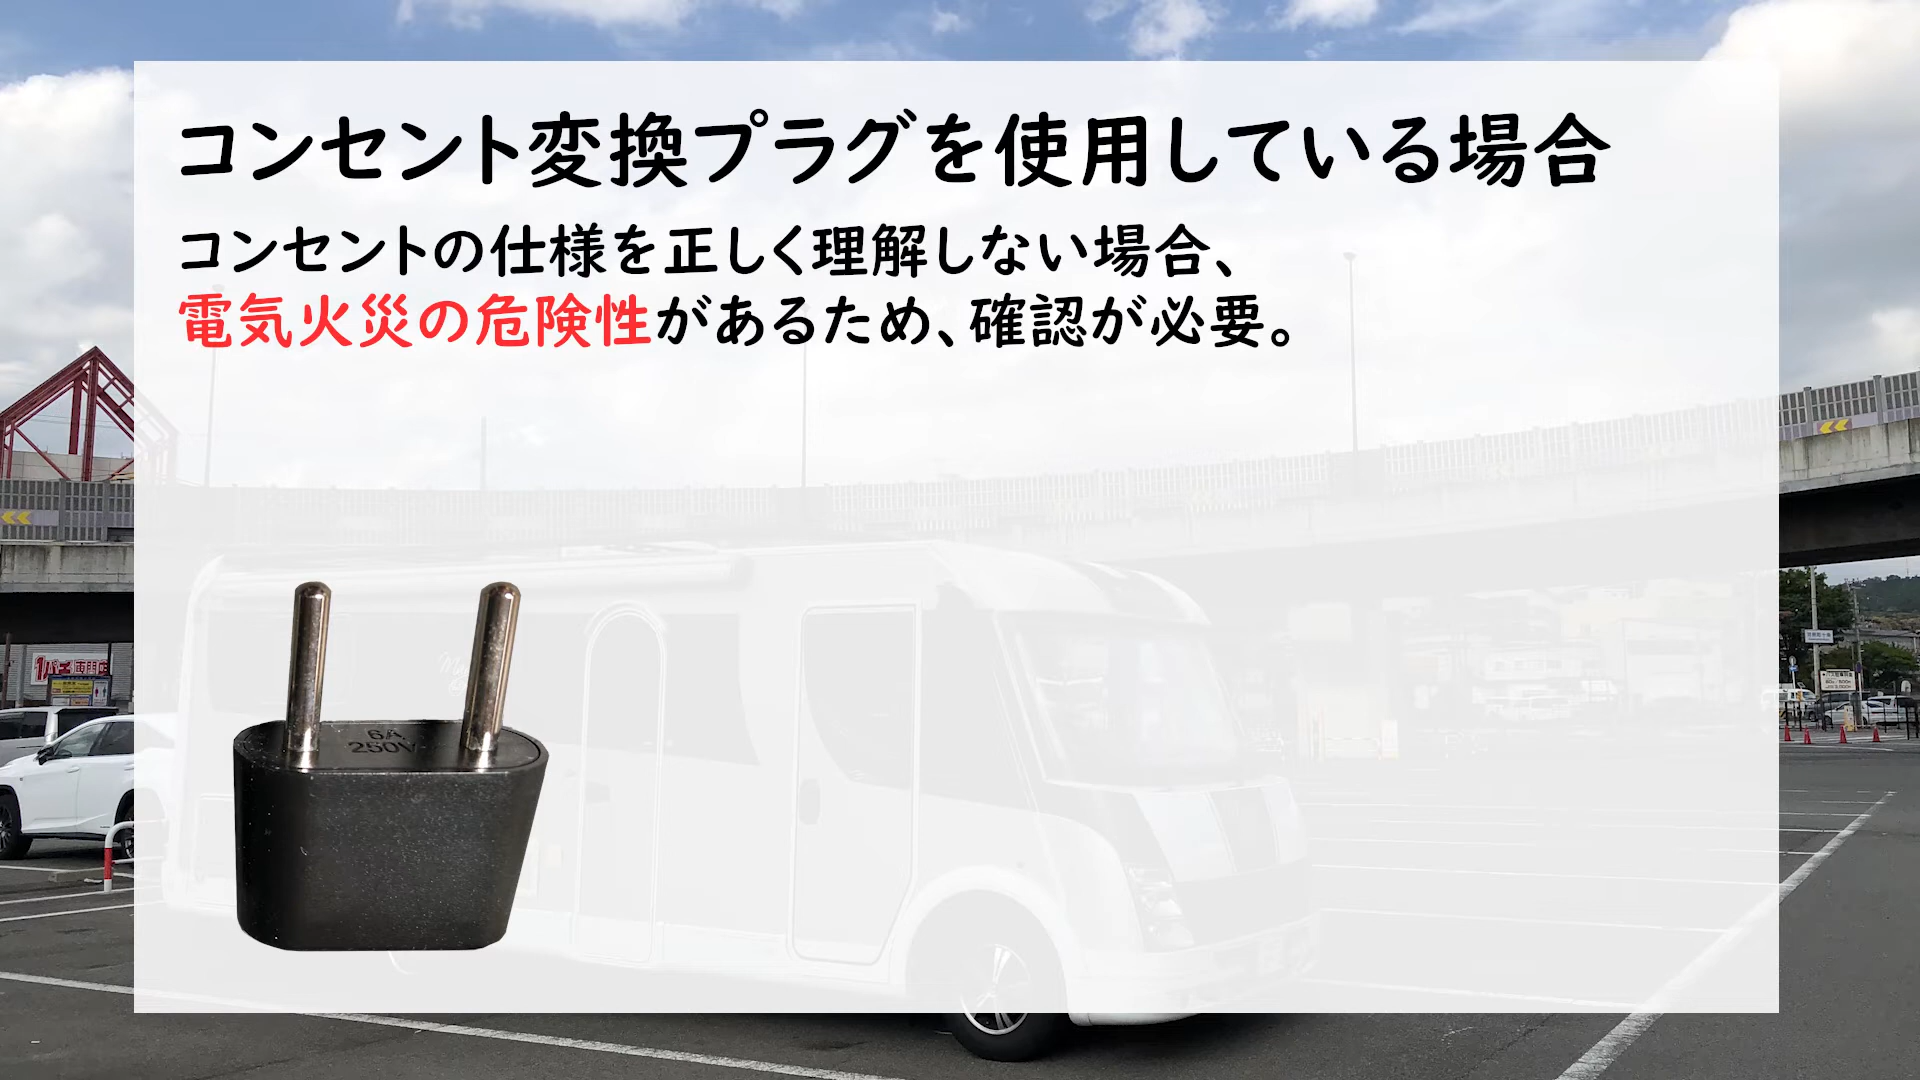 コンセント変換プラグを使用している場合
コンセントの仕様を正しく理解しない場合、
電気火災の危険性があるため、確認が必要。
6A
250V